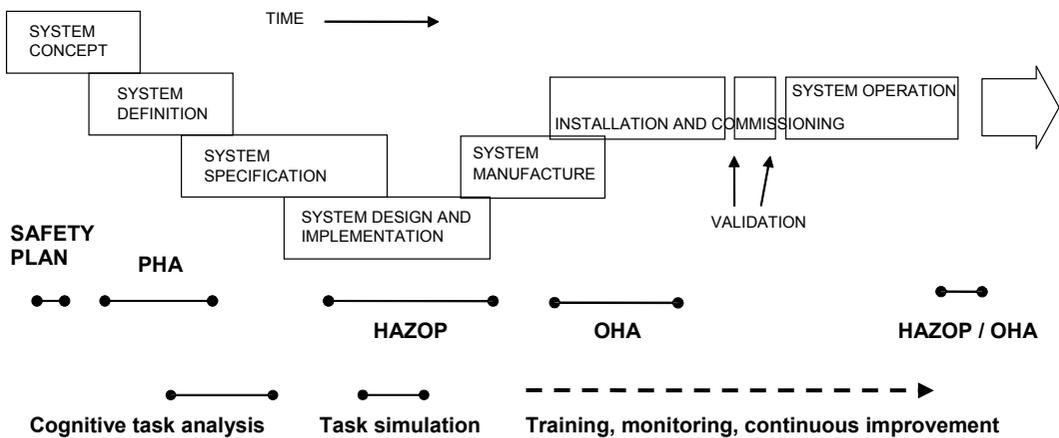 TIME
SYSTEM
CONCEPT
SYSTEM
DEFINITION
SYSTEM OPERATION
INSTALLATION AND COMMISSIONING
SYSTEM
SPECIFICATION
SYSTEM
MANUFACTURE
SYSTEM DESIGN AND
IMPLEMENTATION
VALIDATION
SAFETY
PLAN
PHA
HAZOP
OHA
HAZOP / OHA
Cognitive task analysis
Task simulation
Training, monitoring, continuous improvement